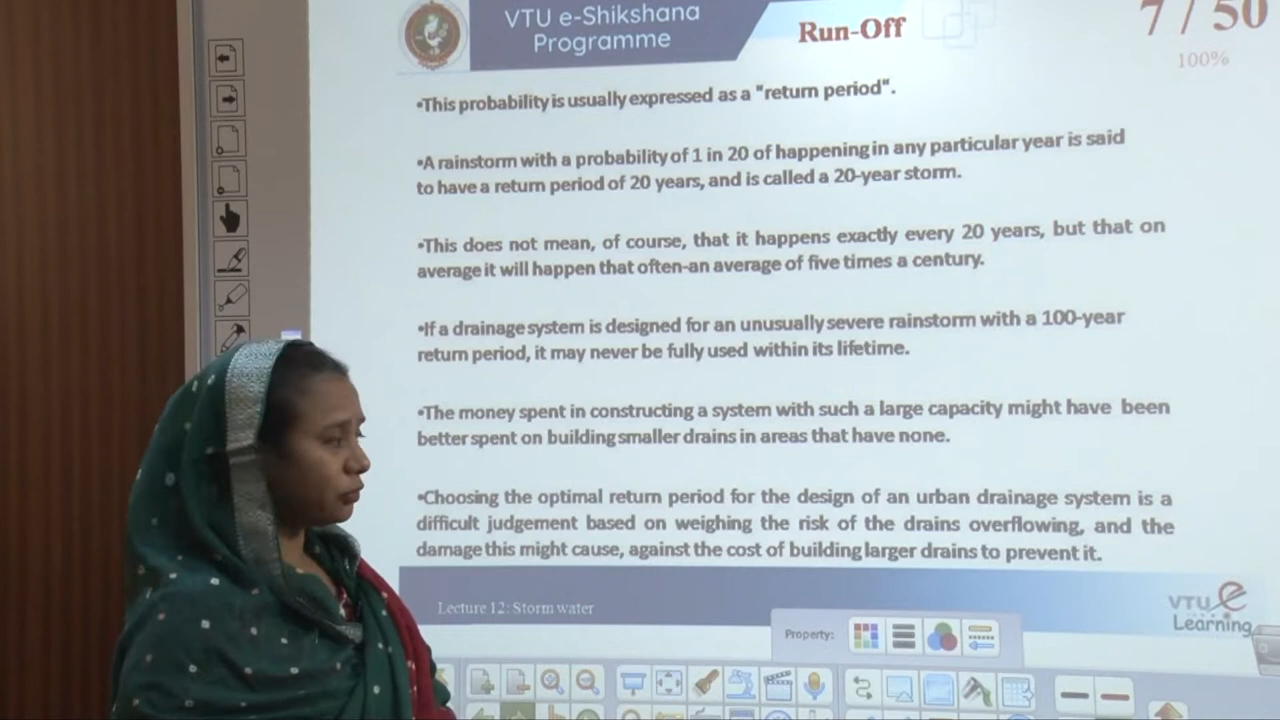 VTU e-Shikshana
Programme
Run-Off
7 / 50
100%
•This probability is usually expressed as a "return period".
•A rainstorm with a probability of 1 in 20 of happening in any particular year is said
to have a return period of 20 years, and is called a 20-year storm.
•This does not mean, of course, that it happens exactly every 20 years, but that on
average it will happen that often-an average of five times a century.
•If a drainage system is designed for an unusually severe rainstorm with a 100-year
return period, it may never be fully used within its lifetime.
•The money spent in constructing a system with such a large capacity might have been
better spent on building smaller drains in areas that have none.
•Choosing the optimal return period for the design of an urban drainage system is a
difficult judgement based on weighing the risk of the drains overflowing, and the
damage this might cause, against the cost of building larger drains to prevent it.
Lecture 12: Storm water
VTU e
Learning
Property: